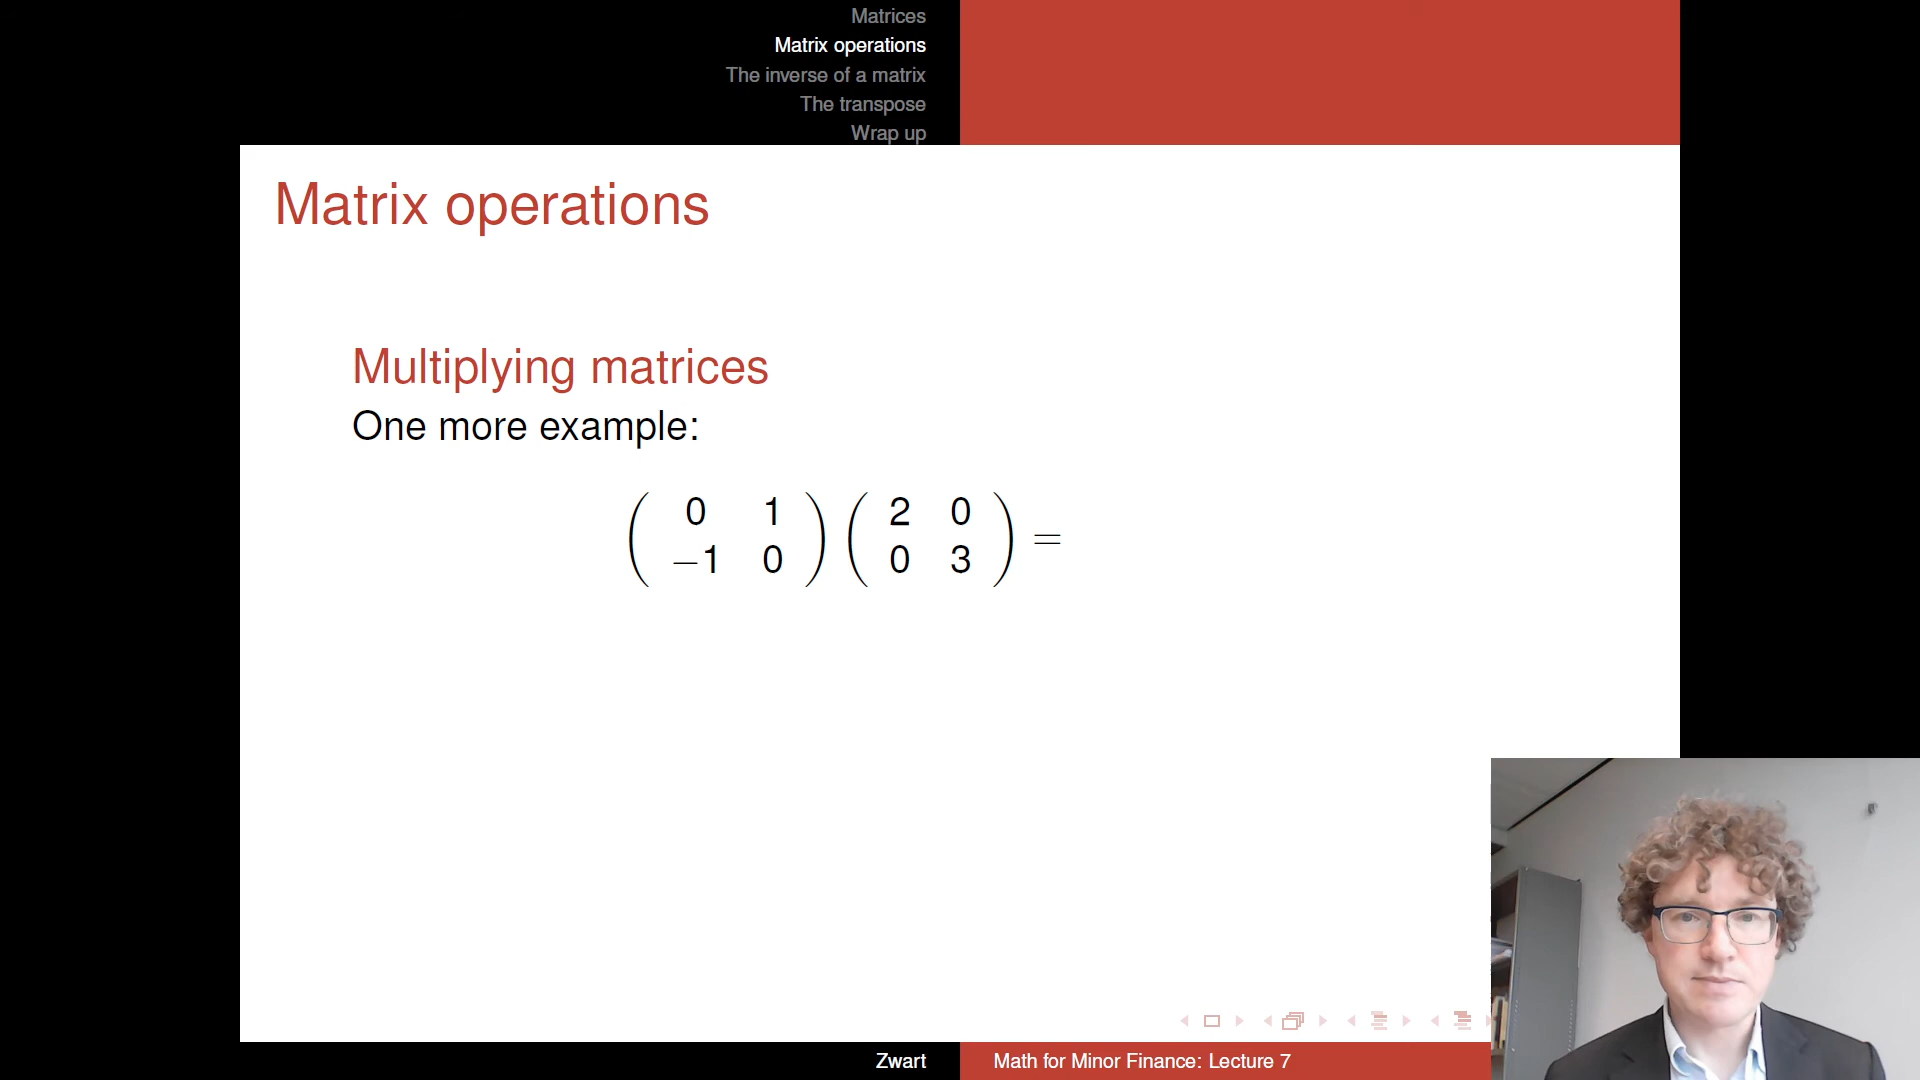 Matrices
Matrix operations
The inverse of a matrix
The transpose
Wrap up
Matrix operations
Multiplying matrices
One more example:
( 0 1 ) ( 2 0 ) =
( −1 0 ) ( 0 3 )
Zwart
Math for Minor Finance: Lecture 7